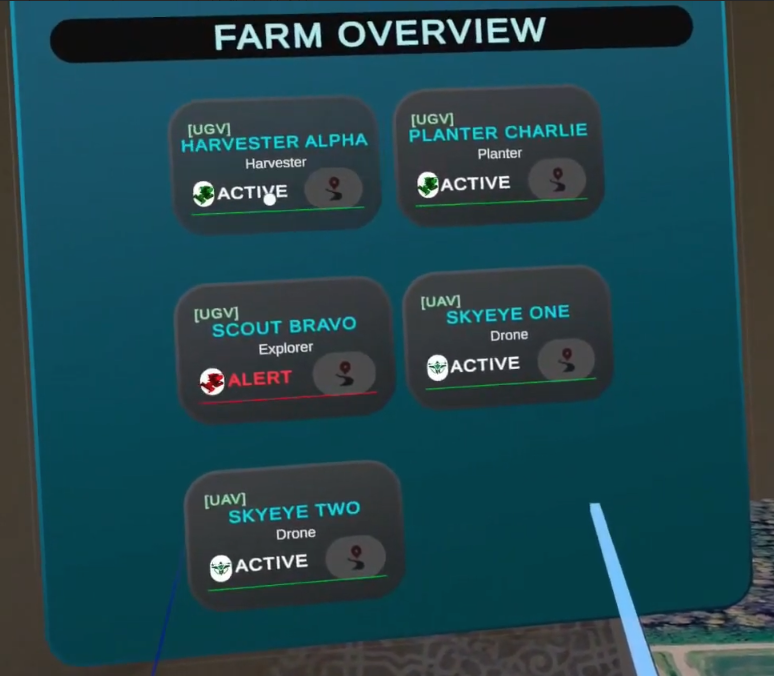 FARM OVERVIEW
[UGV]
HARVESTER ALPHA
Harvester
ACTIVE
[UGV]
PLANTER CHARLIE
Planter
ACTIVE
[UGV]
SCOUT BRAVO
Explorer
ALERT
[UAV]
SKYEYE ONE
Drone
ACTIVE
[UAV]
SKYEYE TWO
Drone
ACTIVE